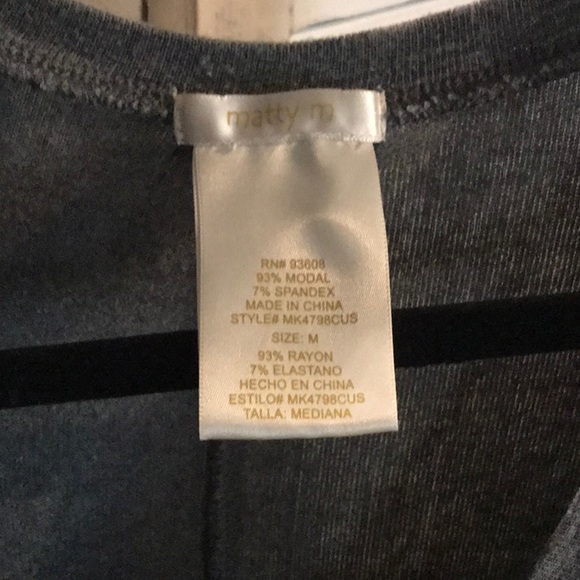 matty m
RN# 93608
93% MODAL
7% SPANDEX
MADE IN CHINA
STYLE# MK4798CUS
SIZE: M
93% RAYON
7% ELASTANO
HECHO EN CHINA
ESTILO# MK4798CUS
TALLA: MEDIANA